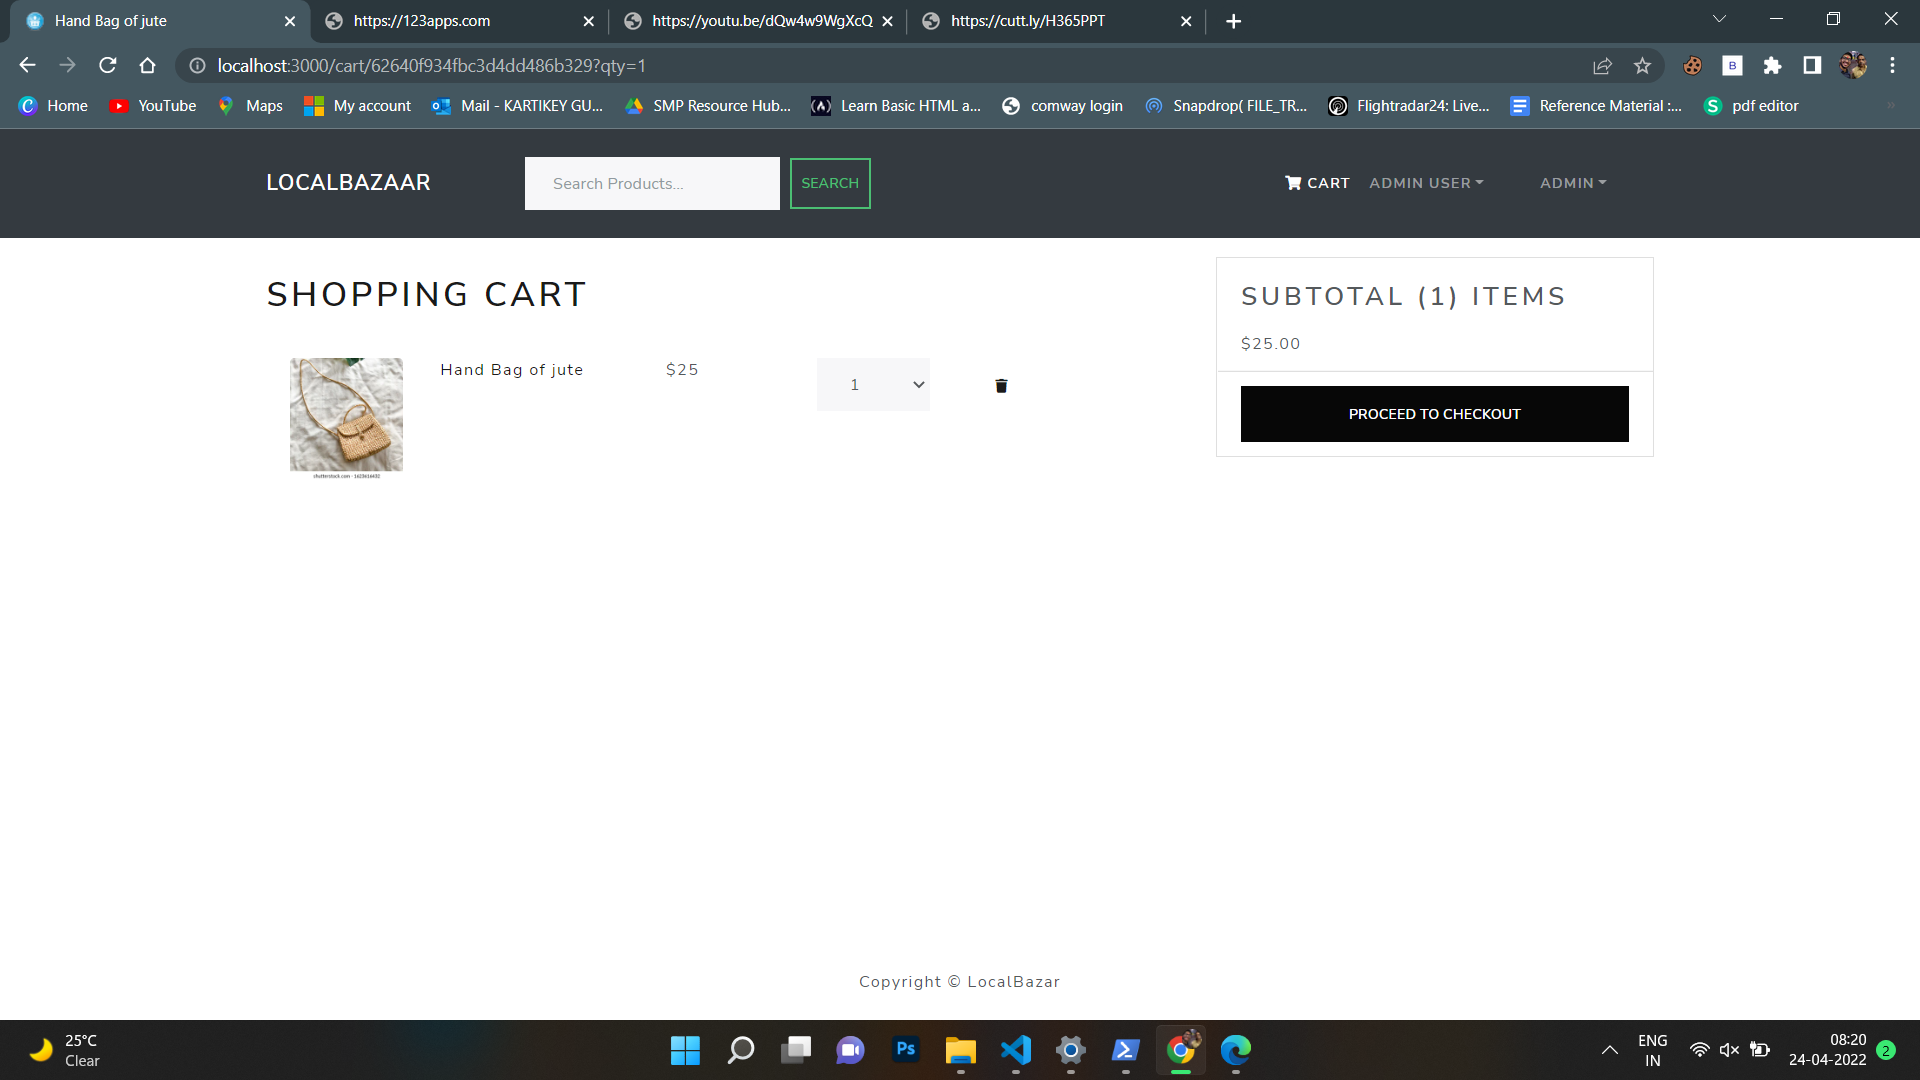 Hand Bag of jute
https://123apps.com
https://youtu.be/dQw4w9WgXcQ
https://cutt.ly/H365PPT
localhost:3000/cart/62640f934fbc3d4dd486b329?qty=1
B
Home
YouTube
Maps
My account
Mail - KARTIKEY GU...
SMP Resource Hub...
Learn Basic HTML a...
comway login
Snapdrop( FILE_TR...
Flightradar24: Live...
Reference Material :...
S
pdf editor
LOCALBAZAAR
Search Products...
SEARCH
CART
ADMIN USER
ADMIN
SHOPPING CART
Hand Bag of jute
$25
1
shutterstock.com · 1623616432
SUBTOTAL (1) ITEMS
$25.00
PROCEED TO CHECKOUT
Copyright © LocalBazar
25°C
Clear
Ps
ENG
IN
08:20
24-04-2022
2